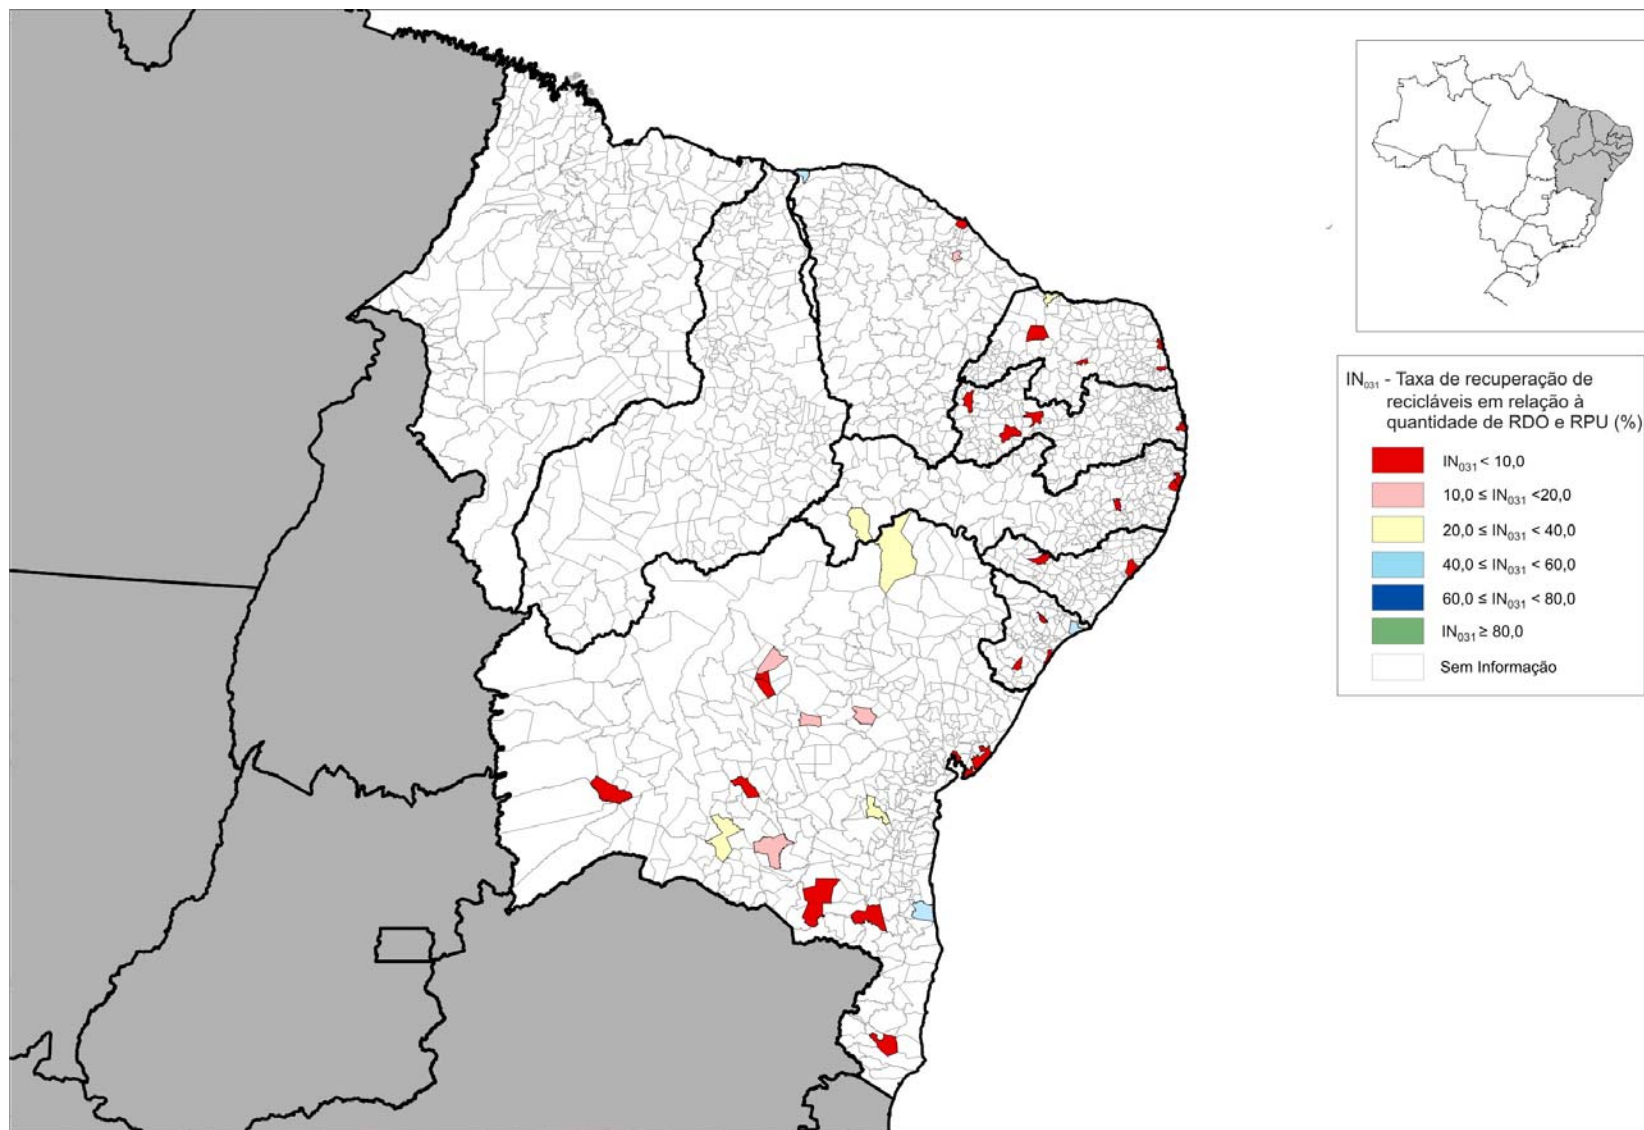 IN₀₃₁ - Taxa de recuperação de
recicláveis em relação à
quantidade de RDO e RPU (%)
IN₀₃₁ < 10,0
10,0 ≤ IN₀₃₁ <20,0
20,0 ≤ IN₀₃₁ < 40,0
40,0 ≤ IN₀₃₁ < 60,0
60,0 ≤ IN₀₃₁ < 80,0
IN₀₃₁ ≥ 80,0
Sem Informação